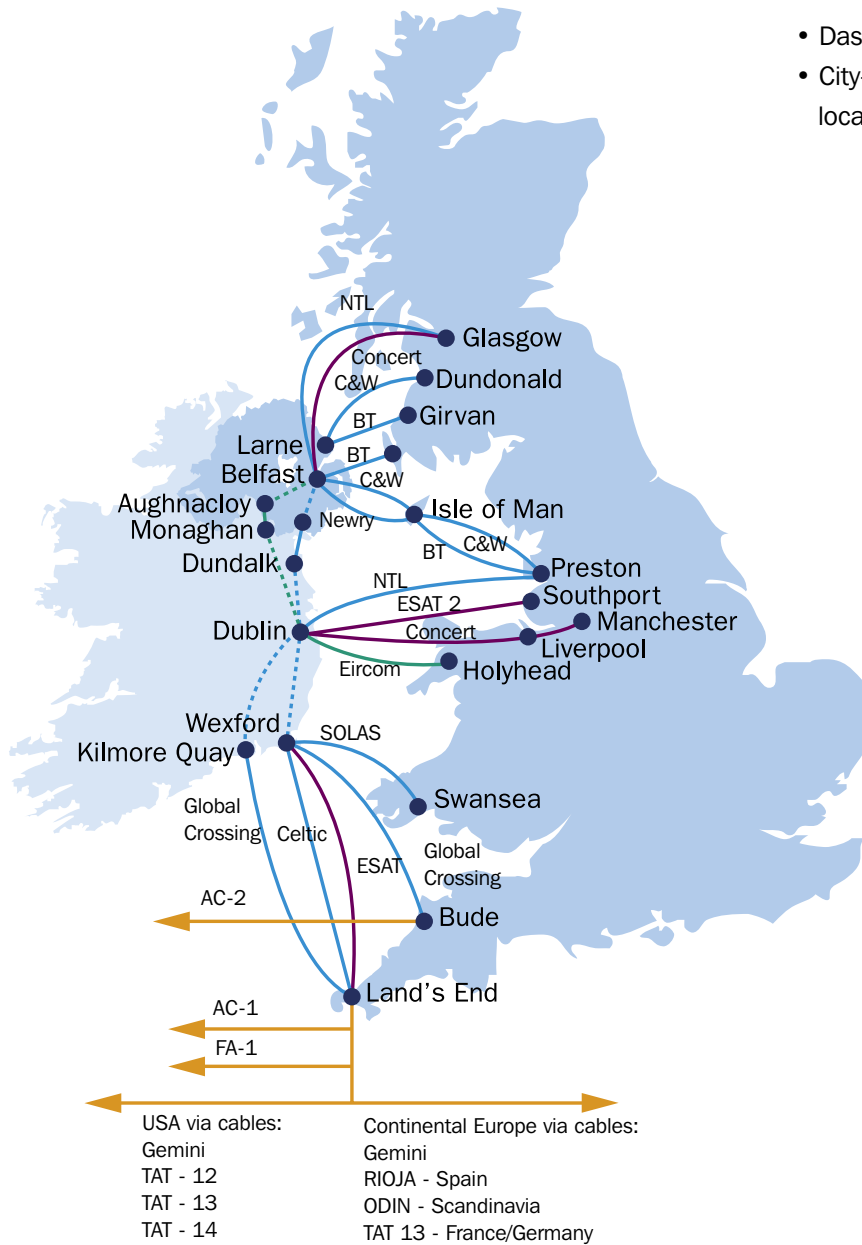 • Das
• City-
loca
NTL
Glasgow
Concert
C&W
Dundonald
BT
Girvan
Larne
BT
Belfast
C&W
Aughnacloy
Isle of Man
Newry
Monaghan
C&W
BT
Dundalk
Preston
NTL
Southport
ESAT 2
Manchester
Dublin
Concert
Liverpool
Eircom
Holyhead
Wexford
SOLAS
Kilmore Quay
Swansea
Global
Crossing
Celtic
Global
Crossing
ESAT
AC-2
Bude
Land's End
AC-1
FA-1
USA via cables:
Gemini
TAT - 12
TAT - 13
TAT - 14
Continental Europe via cables:
Gemini
RIOJA - Spain
ODIN - Scandinavia
TAT 13 - France/Germany